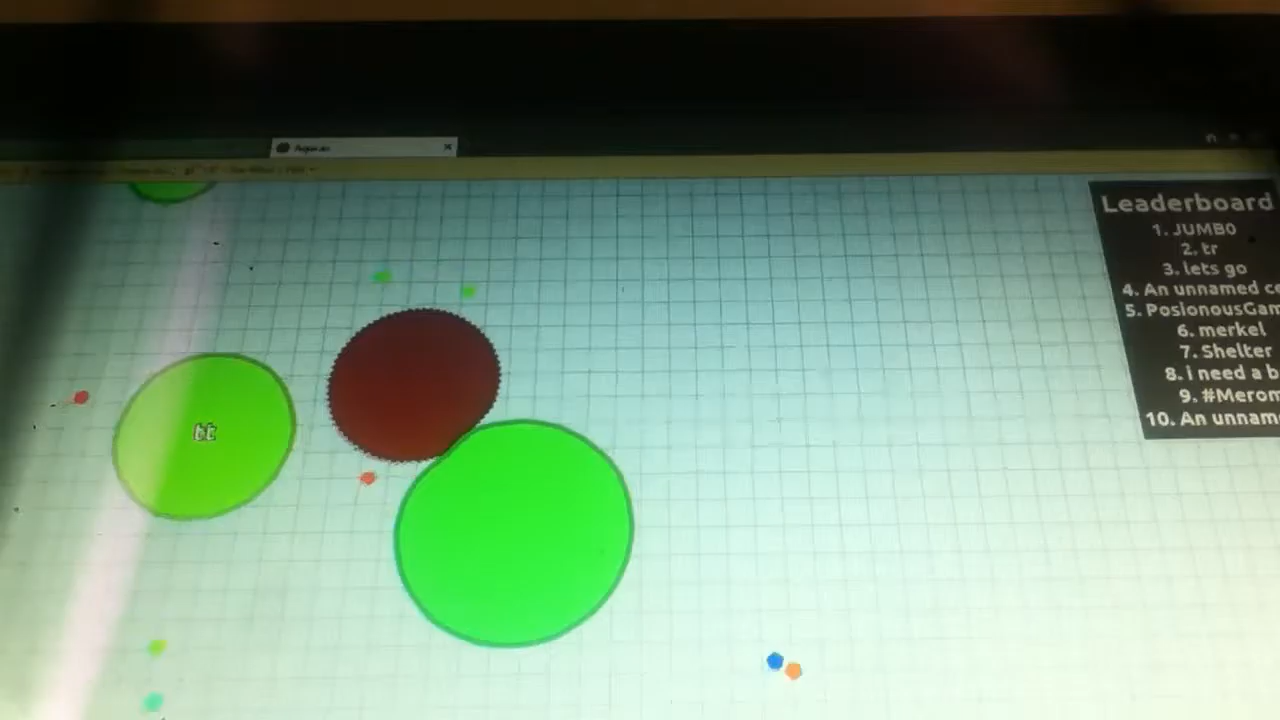 Leaderboard
1. JUMBO
2. tr
3. lets go
4. An unnamed ce
5. PosionousGam
6. merkel
7. Shelter
8. i need a b
9. #Merom
10. An unnam
tt